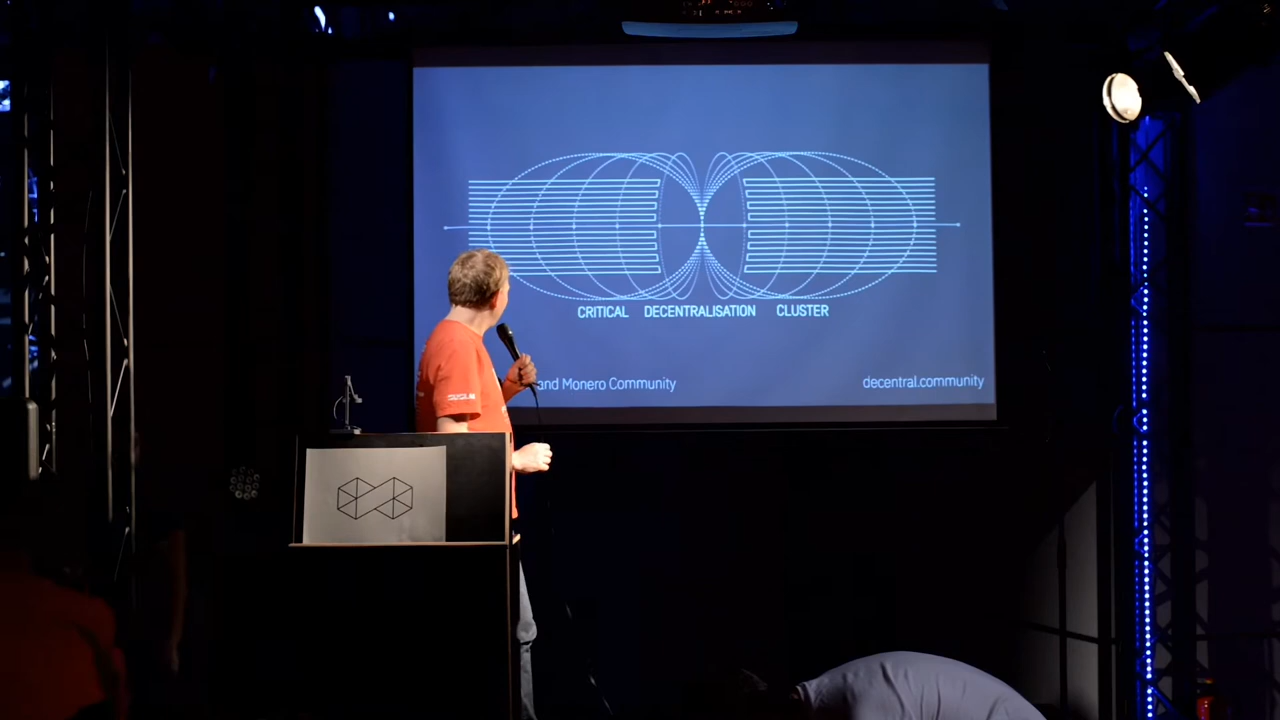 CRITICAL DECENTRALISATION CLUSTER
and Monero Community
decentral.community